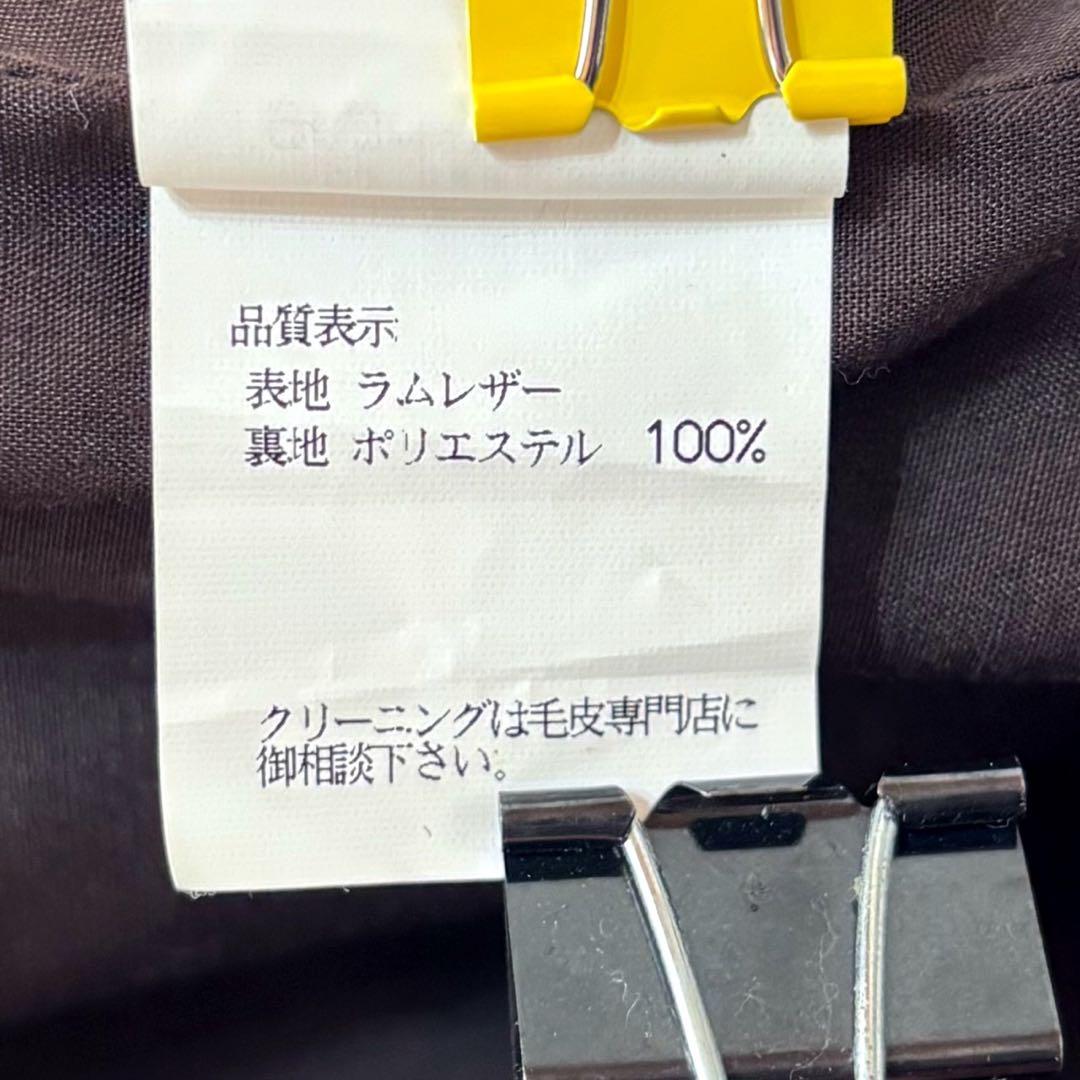 品質表示
表地 ラムレザー
裏地 ポリエステル 100%
クリーニングは毛皮専門店に
御相談下さい。